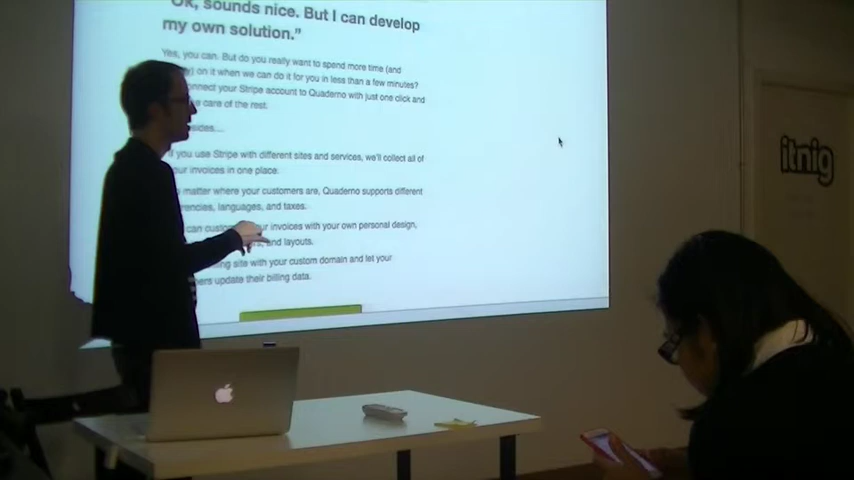 Ok, sounds nice. But I can develop
my own solution."
Yes, you can. But do you really want to spend more time (and
on it when we can do it for you in less than a few minutes?
your Stripe account to Quaderno with just one click and
care of the rest.
If you use Stripe with different sites and services, we'll collect all of
your invoices in one place.
matter where your customers are, Quaderno supports different
languages, and taxes.
can your invoices with your own personal design,
and layouts.
site with your custom domain and let your
update their billing data.
itnig